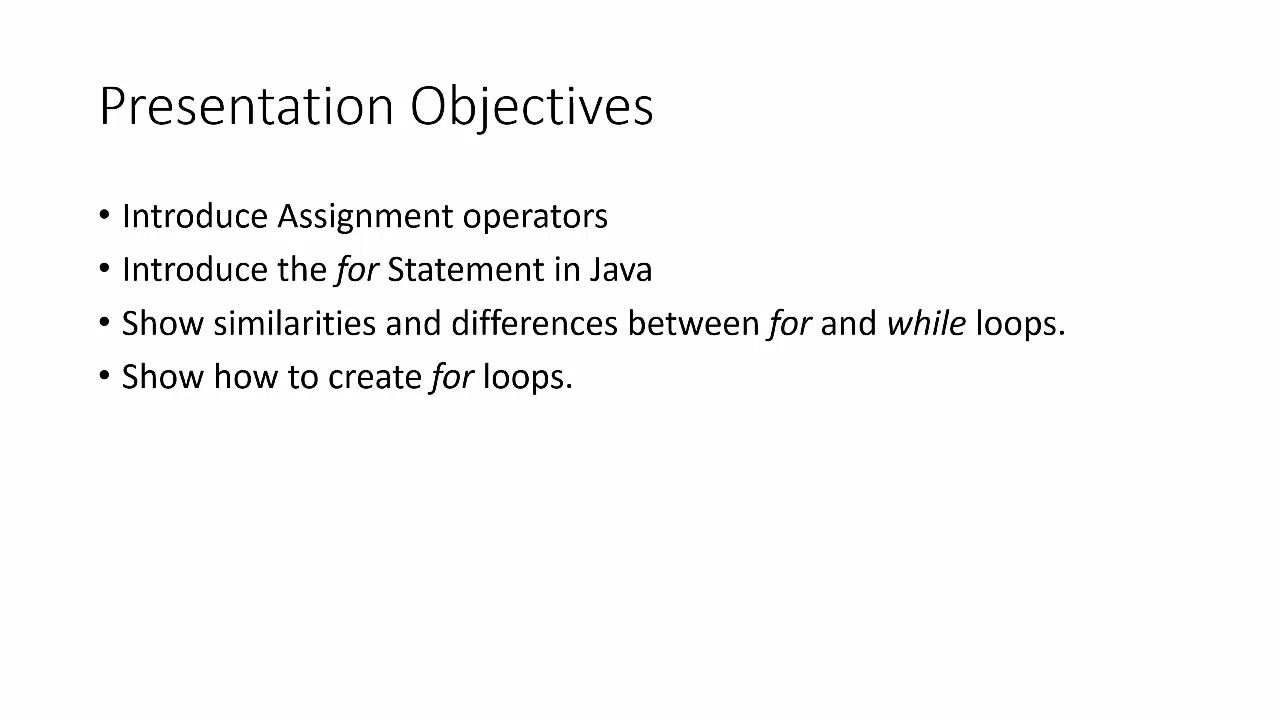 Presentation Objectives
• Introduce Assignment operators
• Introduce the for Statement in Java
• Show similarities and differences between for and while loops.
• Show how to create for loops.